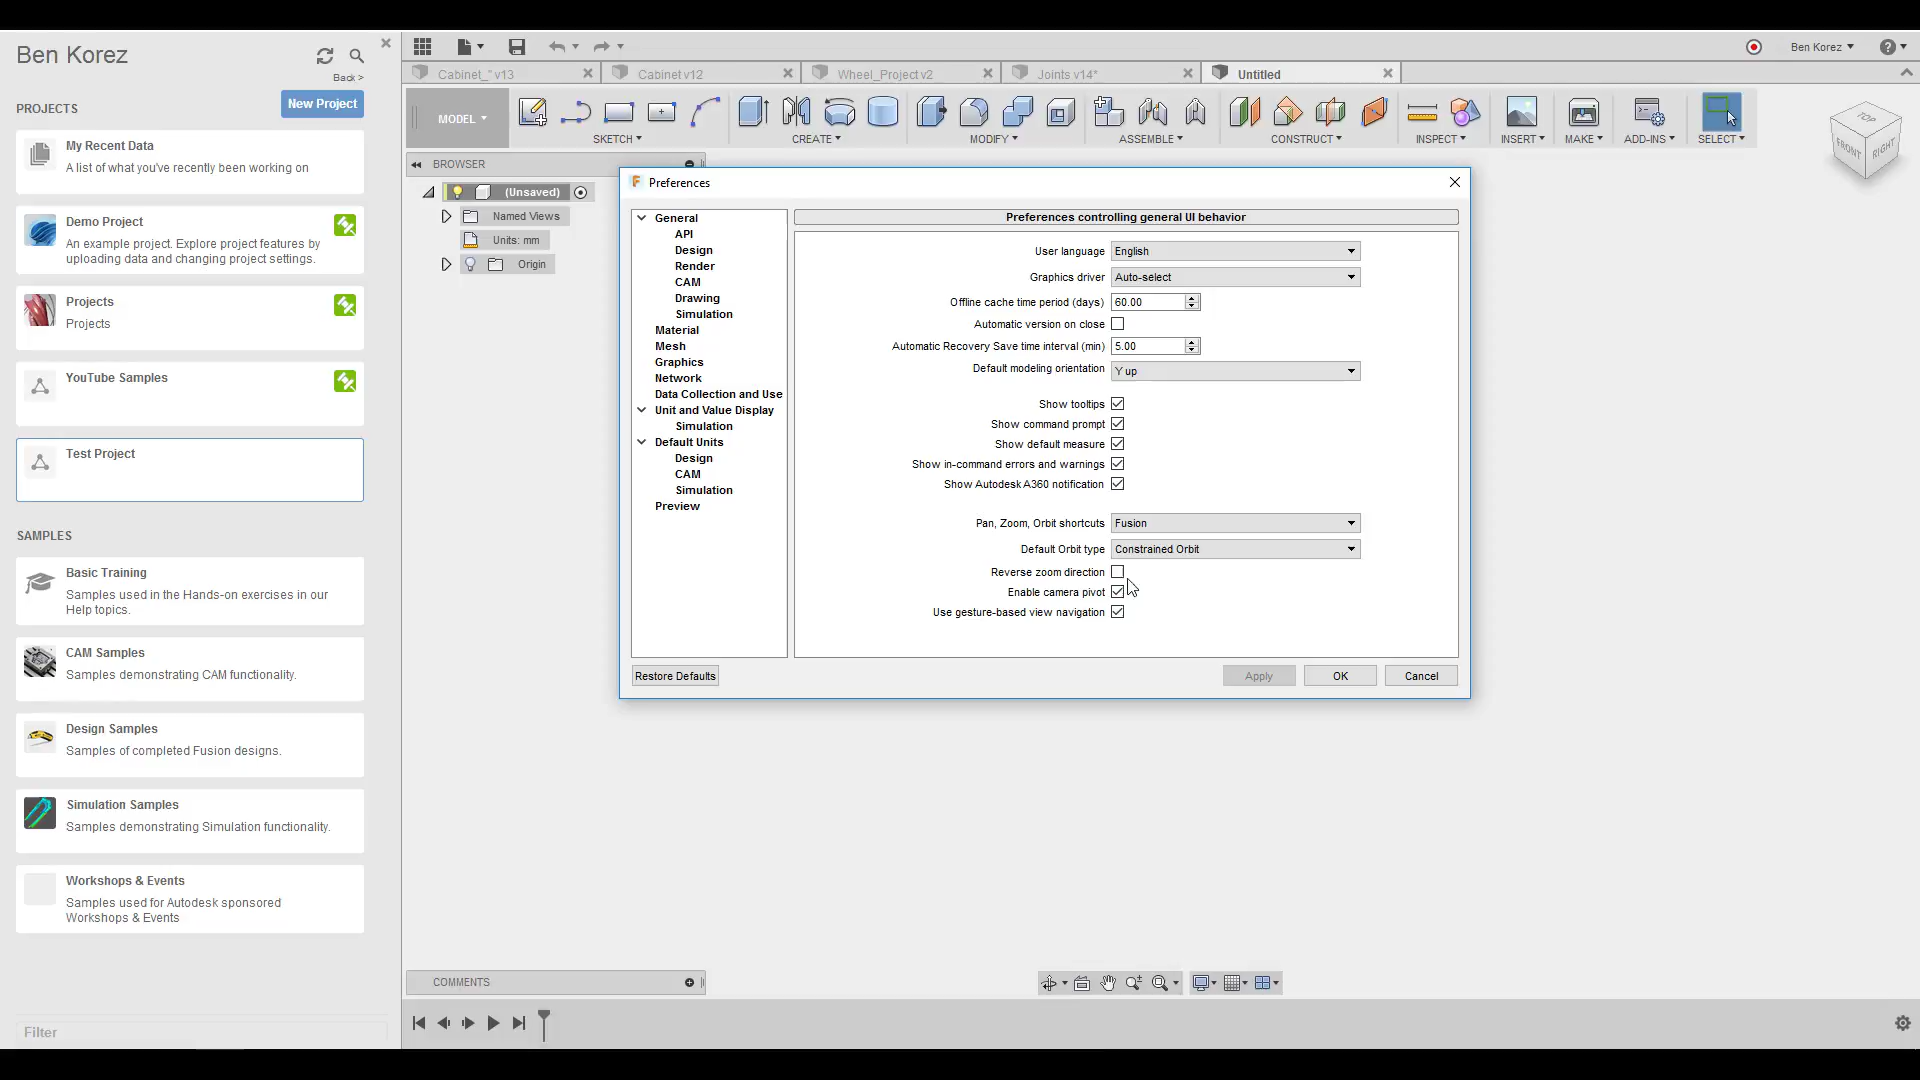 Ben Korez
Back >
PROJECTS
New Project
My Recent Data
A list of what you've recently been working on
Demo Project
An example project. Explore project features by
uploading data and changing project settings.
Projects
Projects
YouTube Samples
Test Project
SAMPLES
Basic Training
Samples used in the Hands-on exercises in our
Help topics.
CAM Samples
Samples demonstrating CAM functionality.
Design Samples
Samples of completed Fusion designs.
Simulation Samples
Samples demonstrating Simulation functionality.
Workshops & Events
Samples used for Autodesk sponsored
Workshops & Events
Filter
Ben Korez
Cabinet_" v13
Cabinet v12
Wheel_Project v2
Joints v14*
Untitled
MODEL
SKETCH
CREATE
MODIFY
ASSEMBLE
CONSTRUCT
INSPECT
INSERT
MAKE
ADD-INS
SELECT
TOP
FRONT
RIGHT
BROWSER
(Unsaved)
Named Views
Units: mm
Origin
Preferences
General
API
Design
Render
CAM
Drawing
Simulation
Material
Mesh
Graphics
Network
Data Collection and Use
Unit and Value Display
Simulation
Default Units
Design
CAM
Simulation
Preview
Preferences controlling general UI behavior
User language English
Graphics driver Auto-select
Offline cache time period (days) 60.00
Automatic version on close
Automatic Recovery Save time interval (min) 5.00
Default modeling orientation Y up
Show tooltips
Show command prompt
Show default measure
Show in-command errors and warnings
Show Autodesk A360 notification
Pan, Zoom, Orbit shortcuts Fusion
Default Orbit type Constrained Orbit
Reverse zoom direction
Enable camera pivot
Use gesture-based view navigation
Restore Defaults
Apply
OK
Cancel
COMMENTS